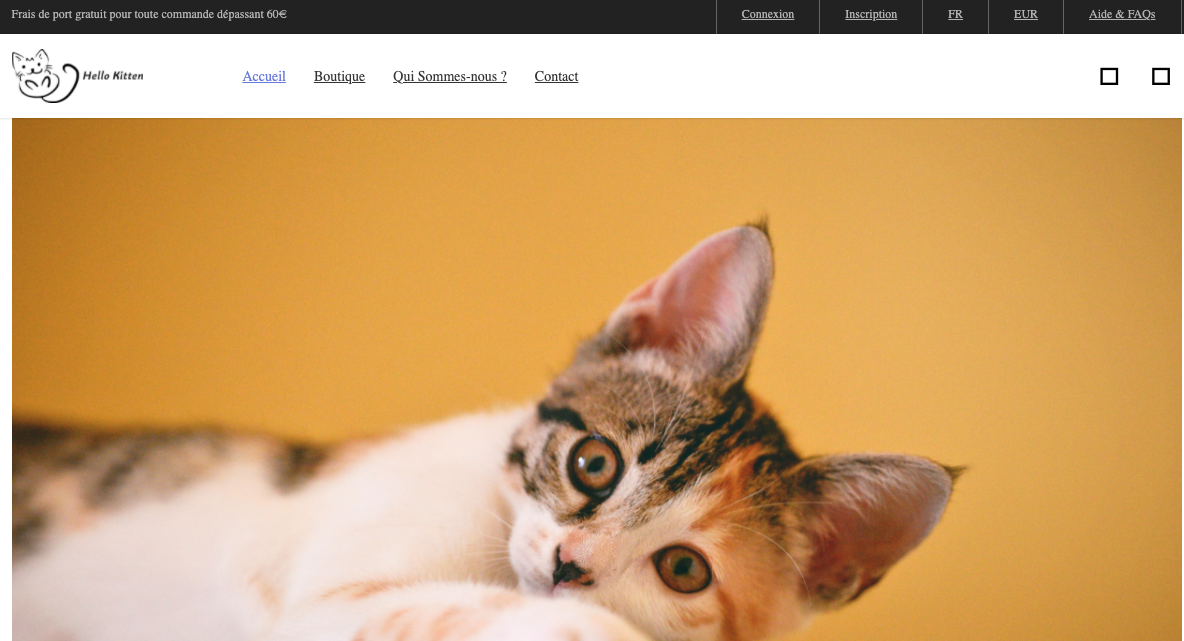 Frais de port gratuit pour toute commande dépassant 60€
Connexion
Inscription
FR
EUR
Aide & FAQs
Hello Kitten
Accueil
Boutique
Qui Sommes-nous ?
Contact